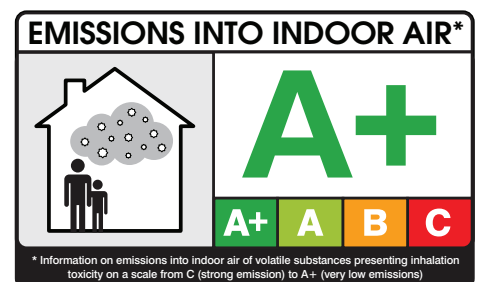 EMISSIONS INTO INDOOR AIR*
A+
A+ A B C
* Information on emissions into indoor air of volatile substances presenting inhalation
toxicity on a scale from C (strong emission) to A+ (very low emissions)